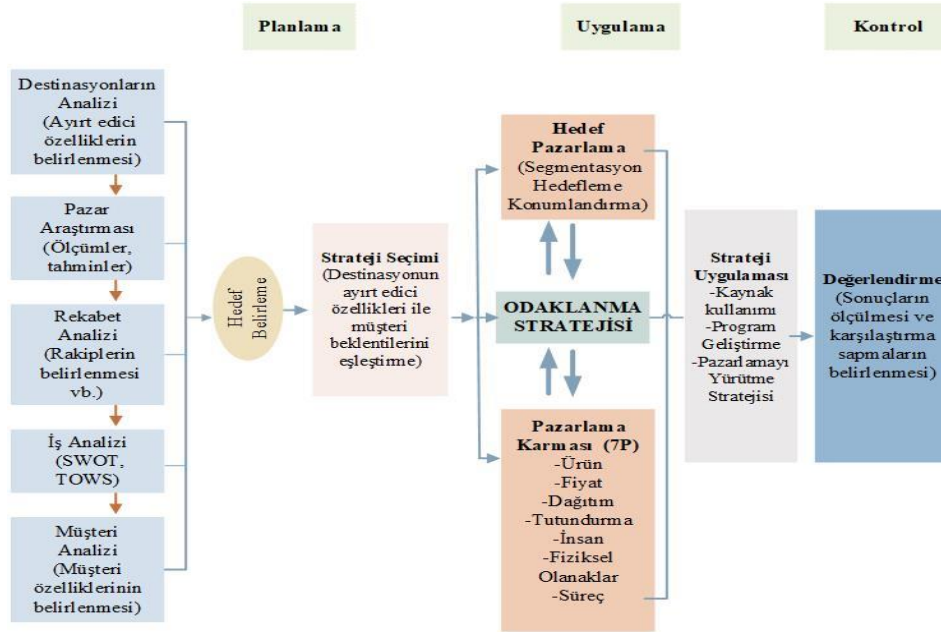 Planlama
Uygulama
Kontrol
Destinasyonların
Analizi
(Ayırt edici
özelliklerin
belirlenmesi)
Pazar
Araştırması
(Ölçümler,
tahminler)
Rekabet
Analizi
(Rakiplerin
belirlenmesi
vb.)
İş Analizi
(SWOT,
TOWS)
Müşteri
Analizi
(Müşteri
özelliklerinin
belirlenmesi)
Hedef
Belirleme
Strateji Seçimi
(Destinasyonun
ayırt edici
özellikleri ile
müşteri
beklentilerini
eşleştirme)
Hedef
Pazarlama
(Segmentasyon
Hedefleme
Konumlandırma)
ODAKLANMA
STRATEJİSİ
Pazarlama
Karması (7P)
-Ürün
-Fiyat
-Dağıtım
-Tutundurma
-İnsan
-Fiziksel
Olanaklar
-Süreç
Strateji
Uygulaması
-Kaynak
kullanımı
-Program
Geliştirme
-Pazarlamayı
Yürütme
Stratejisi
Değerlendirme
(Sonuçların
ölçülmesi ve
karşılaştırma
sapmaların
belirlenmesi)